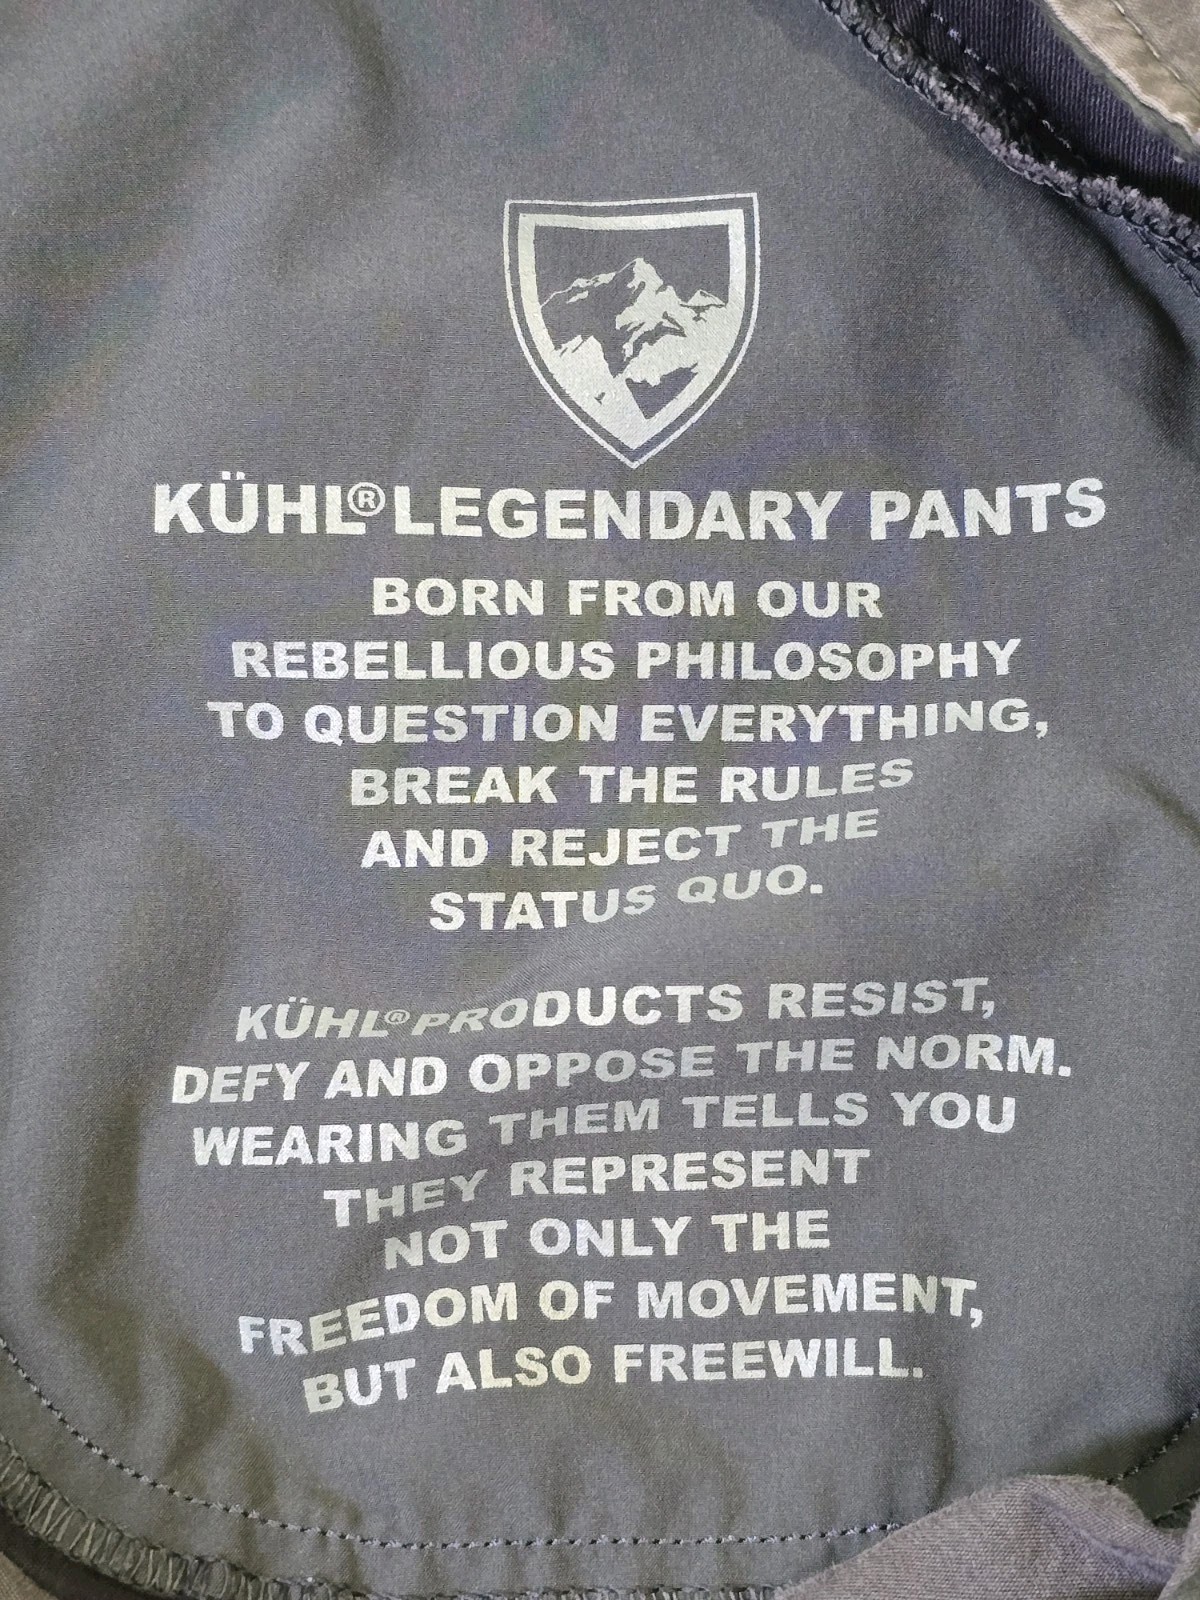 KÜHL® LEGENDARY PANTS
BORN FROM OUR
REBELLIOUS PHILOSOPHY
TO QUESTION EVERYTHING,
BREAK THE RULES
AND REJECT THE
STATUS QUO.
KÜHL® PRODUCTS RESIST,
DEFY AND OPPOSE THE NORM.
WEARING THEM TELLS YOU
THEY REPRESENT
NOT ONLY THE
FREEDOM OF MOVEMENT,
BUT ALSO FREEWILL.